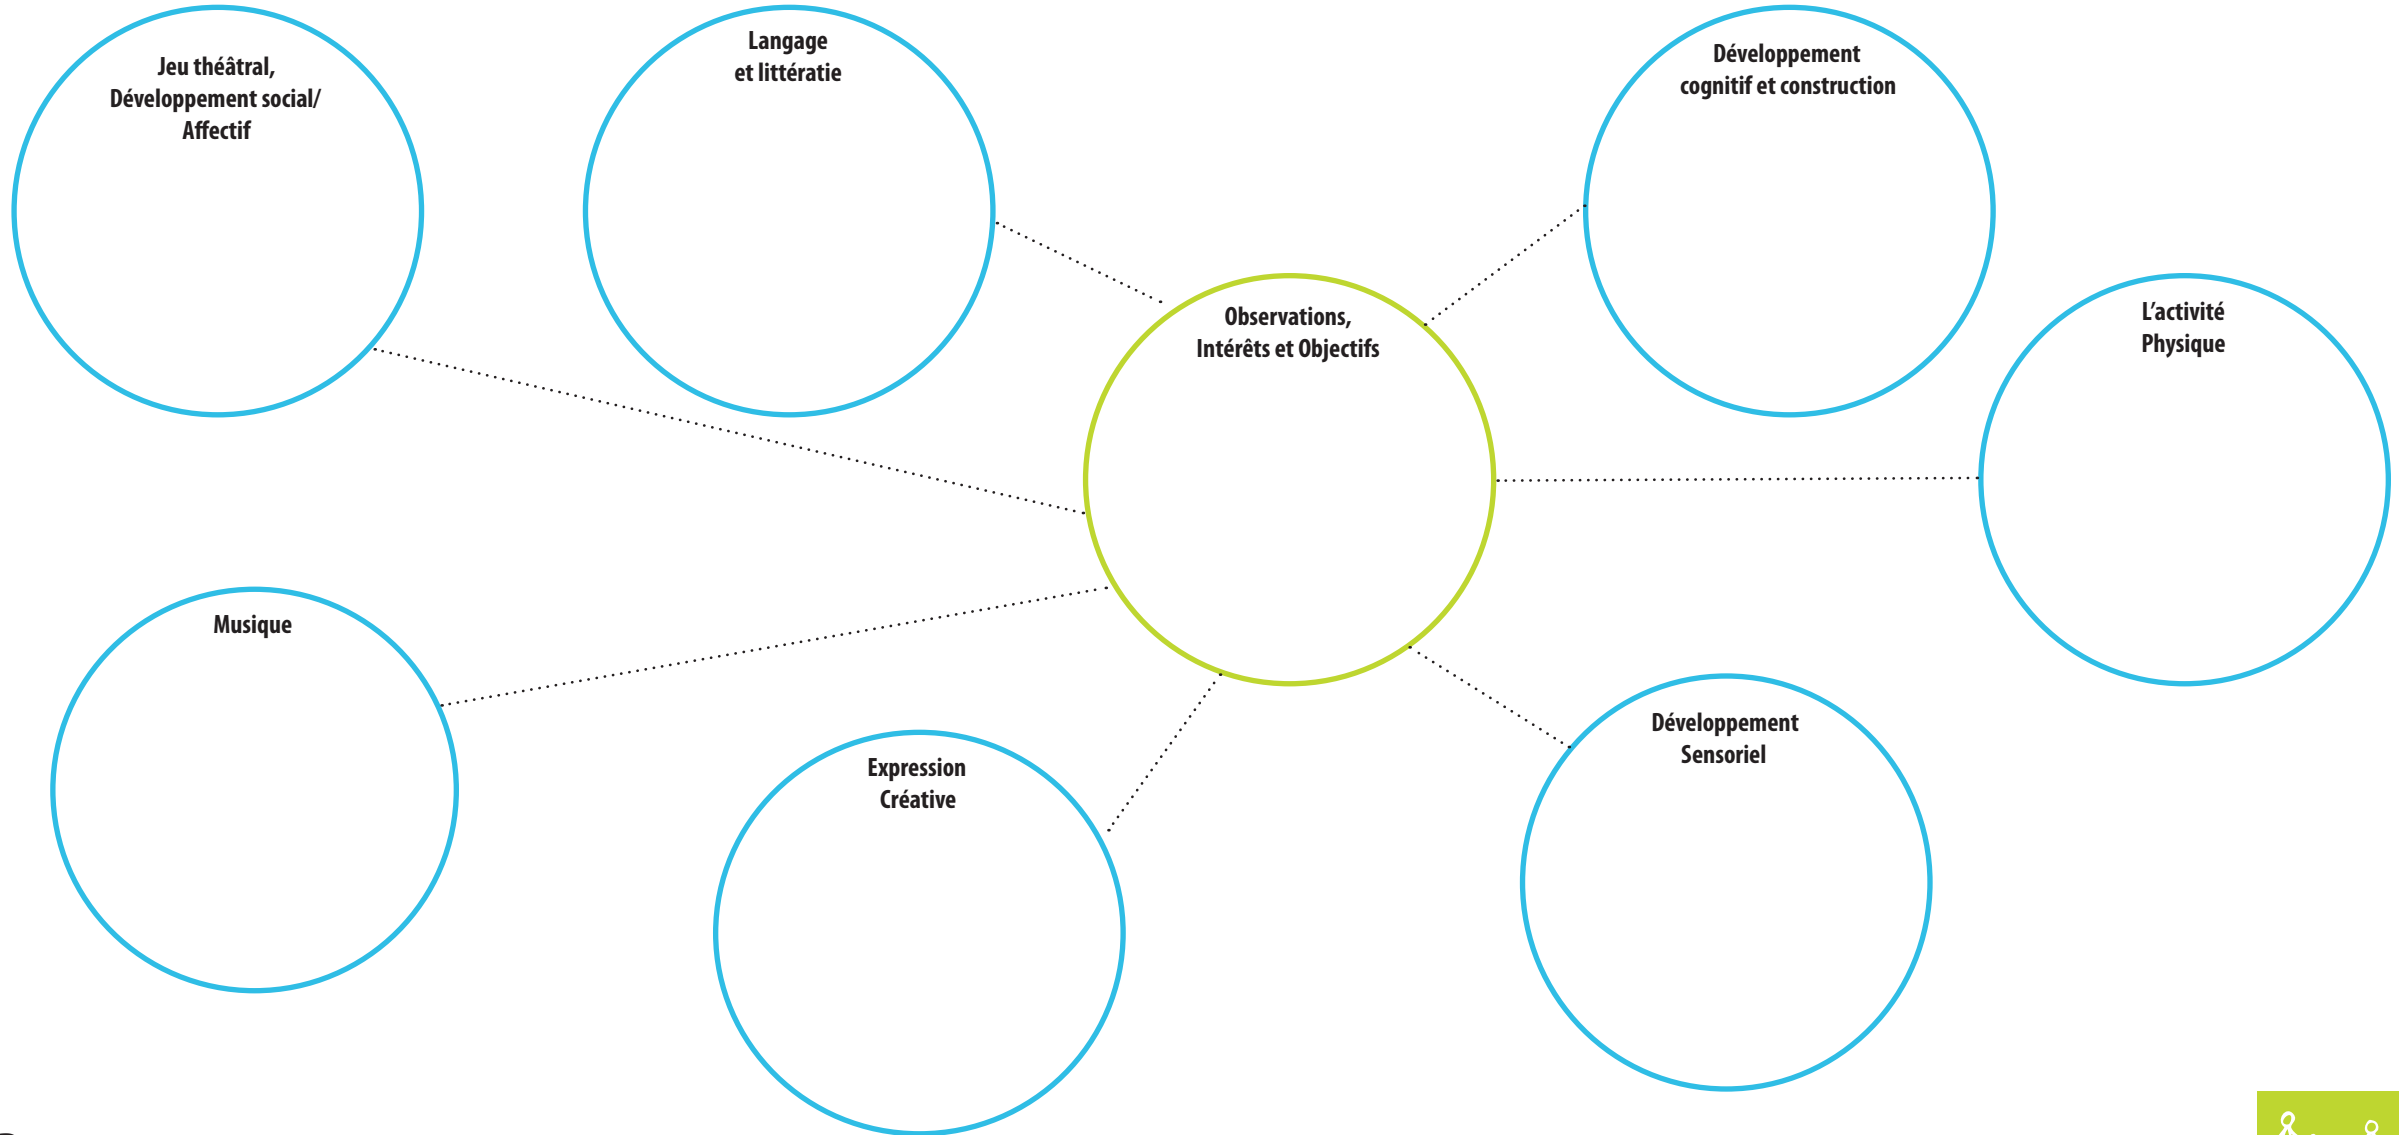 Jeu théâtral,
Développement social/
Affectif
Langage
et littératie
Développement
cognitif et construction
Observations,
Intérêts et Objectifs
L’activité
Physique
Musique
Expression
Créative
Développement
Sensoriel